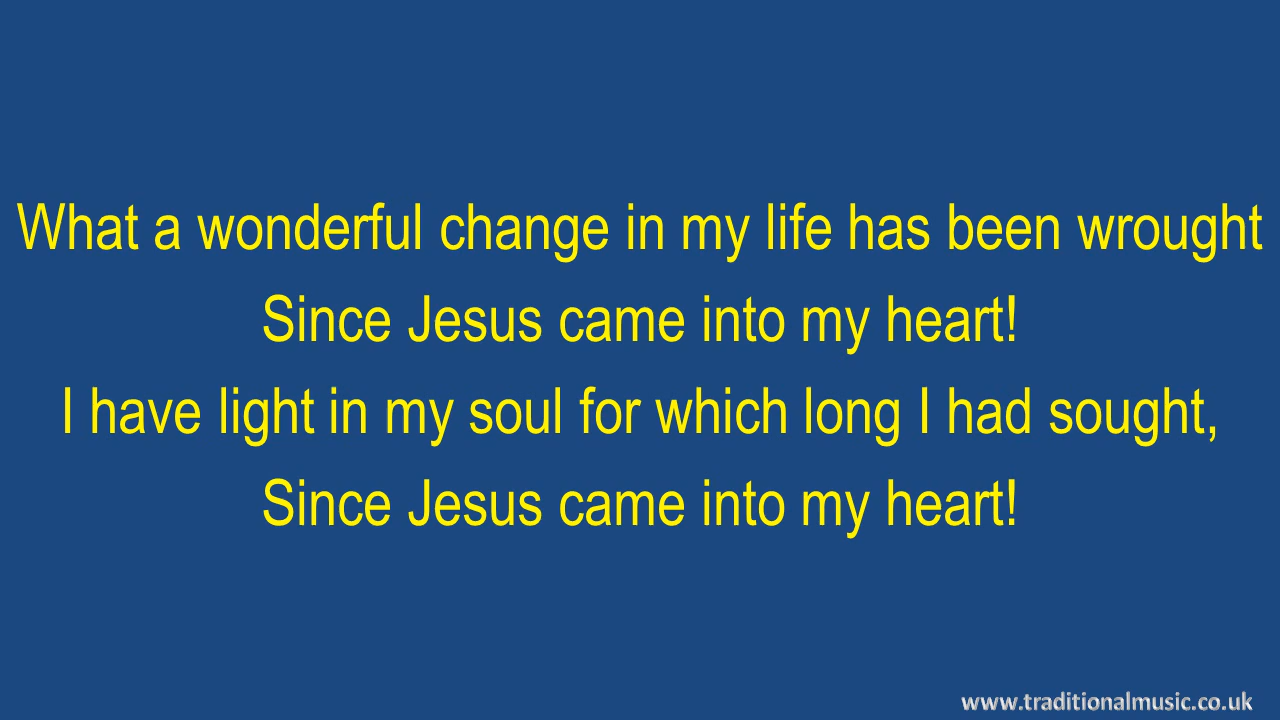 What a wonderful change in my life has been wrought
Since Jesus came into my heart!
I have light in my soul for which long I had sought,
Since Jesus came into my heart!
www.traditionalmusic.co.uk